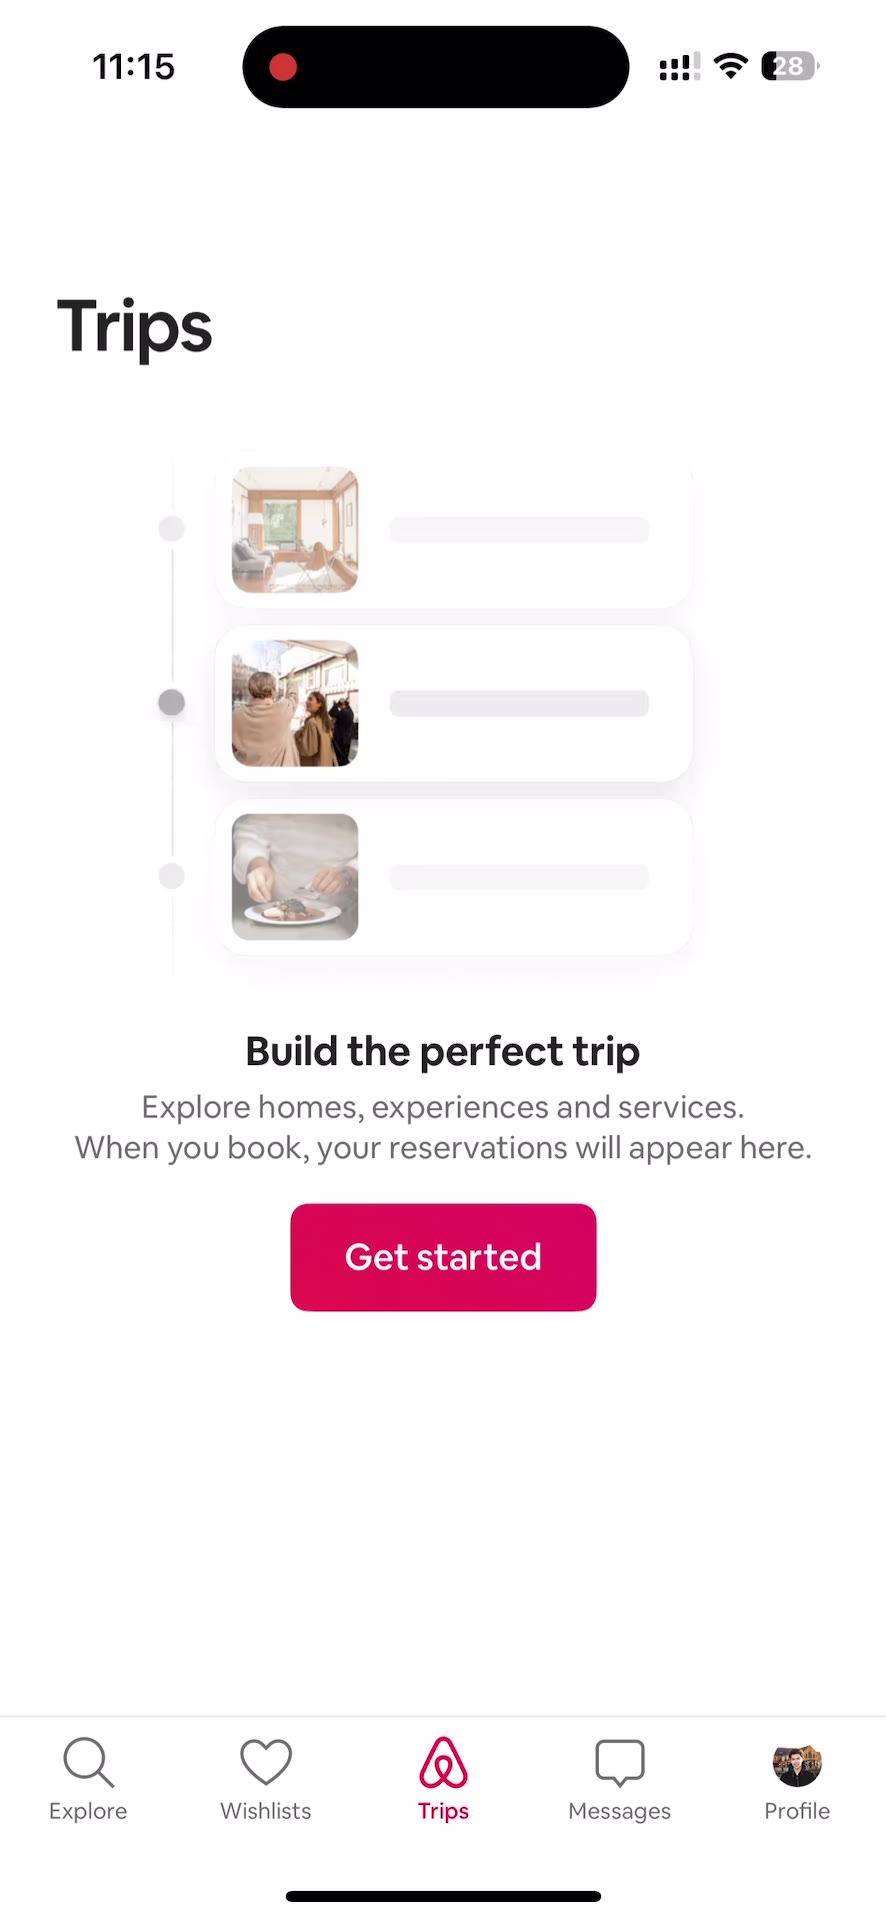 11:15
28
Trips
Build the perfect trip
Explore homes, experiences and services.
When you book, your reservations will appear here.
Get started
Explore
Wishlists
Trips
Messages
Profile